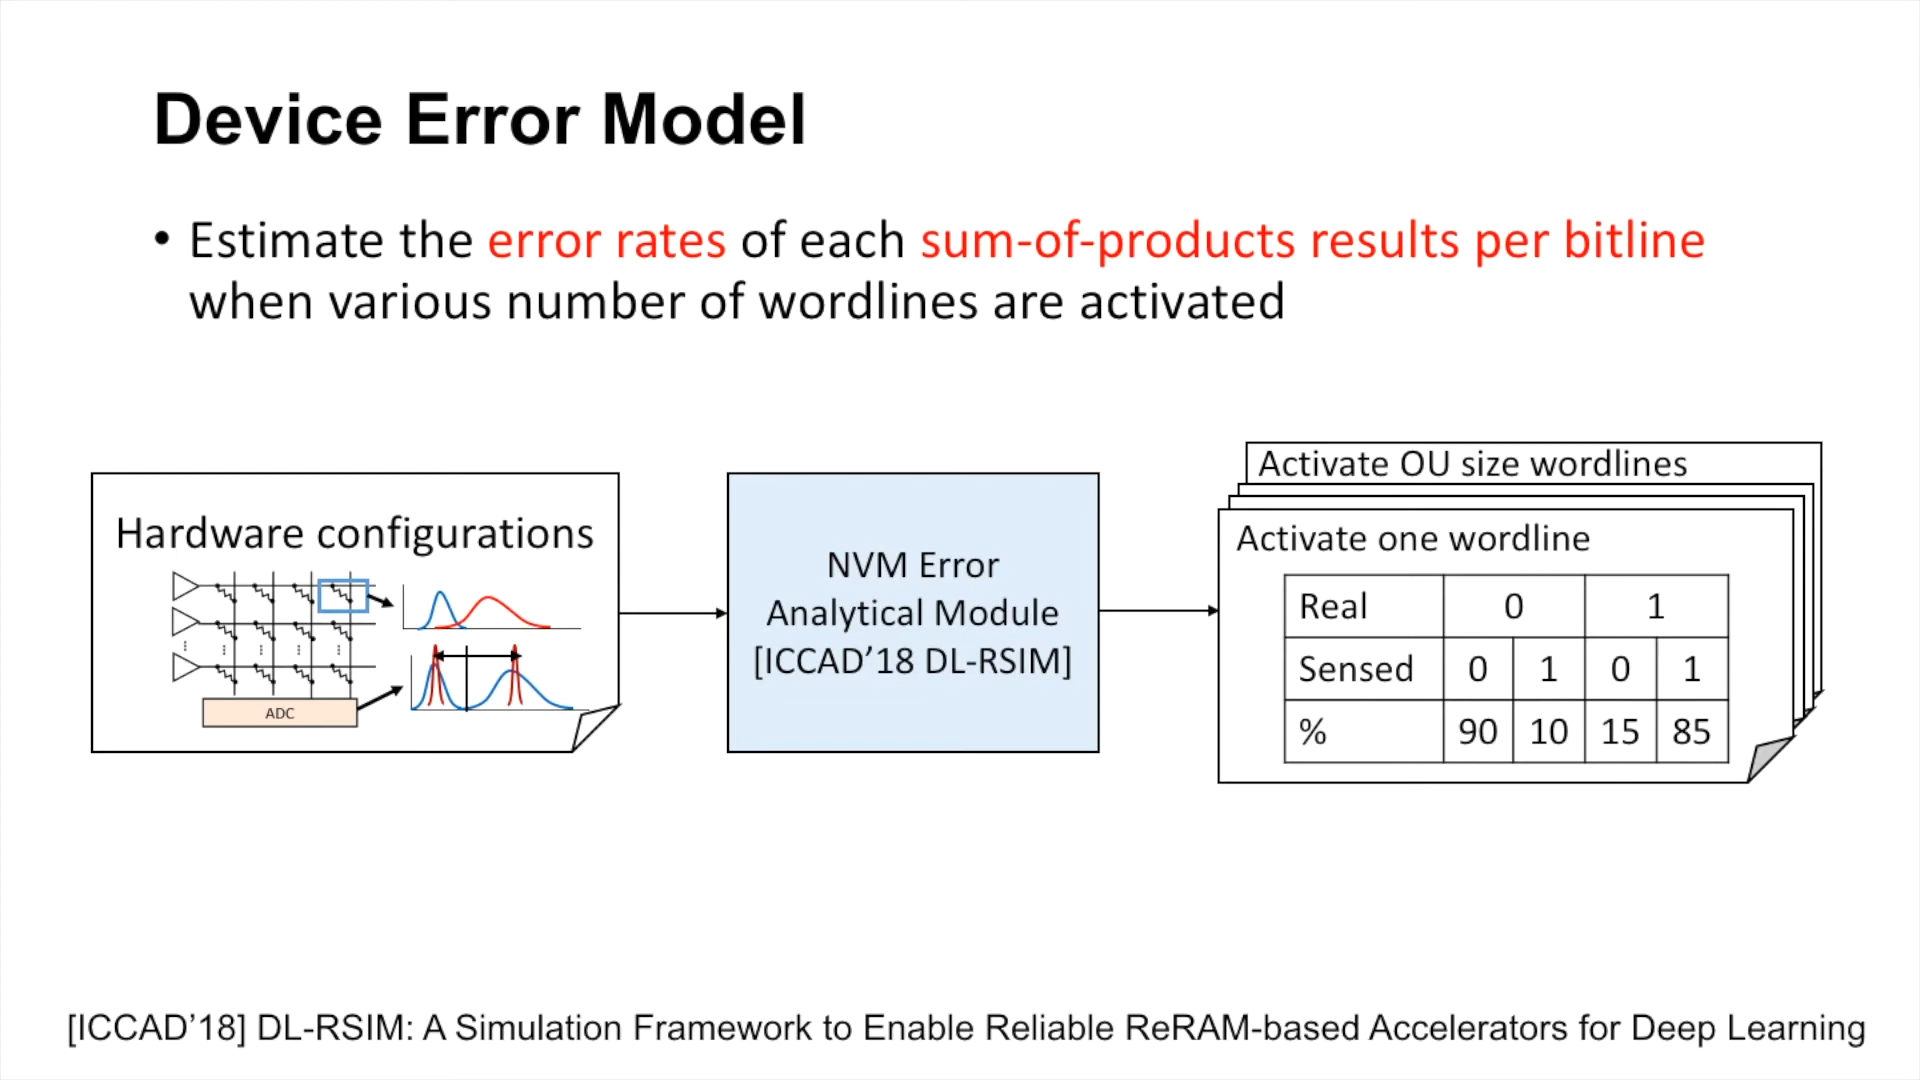 Device Error Model
• Estimate the error rates of each sum-of-products results per bitline
when various number of wordlines are activated
Hardware configurations
ADC
NVM Error
Analytical Module
[ICCAD’18 DL-RSIM]
Activate OU size wordlines
Activate one wordline
Real 0 1
Sensed 0 1 0 1
% 90 10 15 85
[ICCAD’18] DL-RSIM: A Simulation Framework to Enable Reliable ReRAM-based Accelerators for Deep Learning